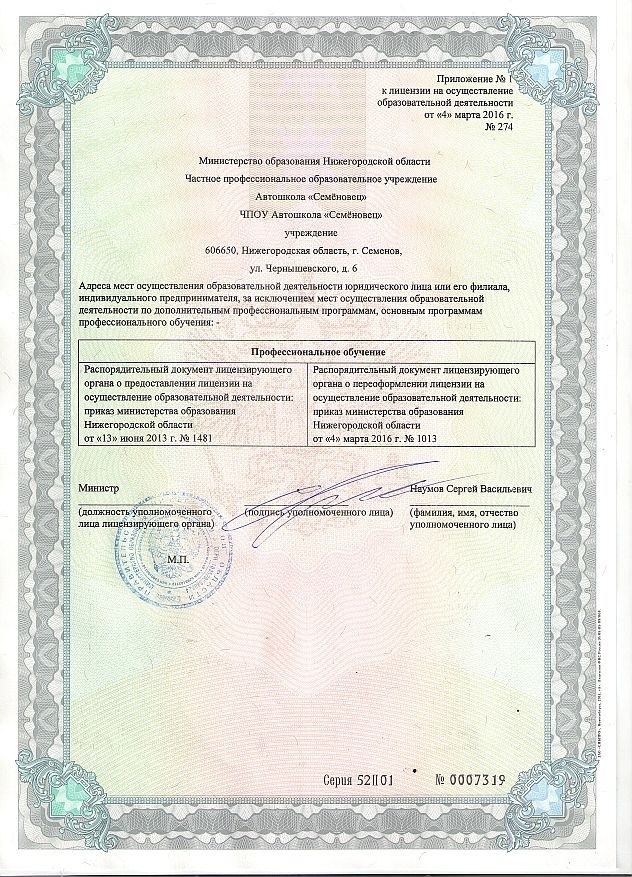 Приложение № 1
к лицензии на осуществление
образовательной деятельности
от «4» марта 2016 г.
№ 274
Министерство образования Нижегородской области
Частное профессиональное образовательное учреждение
Автошкола «Семёновец»
ЧПОУ Автошкола «Семёновец»
учреждение
606650, Нижегородская область, г. Семенов,
ул. Чернышевского, д. 6
Адреса мест осуществления образовательной деятельности юридического лица или его филиала,
индивидуального предпринимателя, за исключением мест осуществления образовательной
деятельности по дополнительным профессиональным программам, основным программам
профессионального обучения: -
Профессиональное обучение
Распорядительный документ лицензирующего
органа о предоставлении лицензии на
осуществление образовательной деятельности:
приказ министерства образования
Нижегородской области
от «13» июня 2013 г. № 1481
Распорядительный документ лицензирующего
органа о переоформлении лицензии на
осуществление образовательной деятельности:
приказ министерства образования
Нижегородской области
от «4» марта 2016 г. № 1013
Министр
Наумов Сергей Васильевич
(должность уполномоченного
лица лицензирующего органа)
(подпись уполномоченного лица)
(фамилия, имя, отчество
уполномоченного лица)
М.П.
Серия 52П01 № 0007319